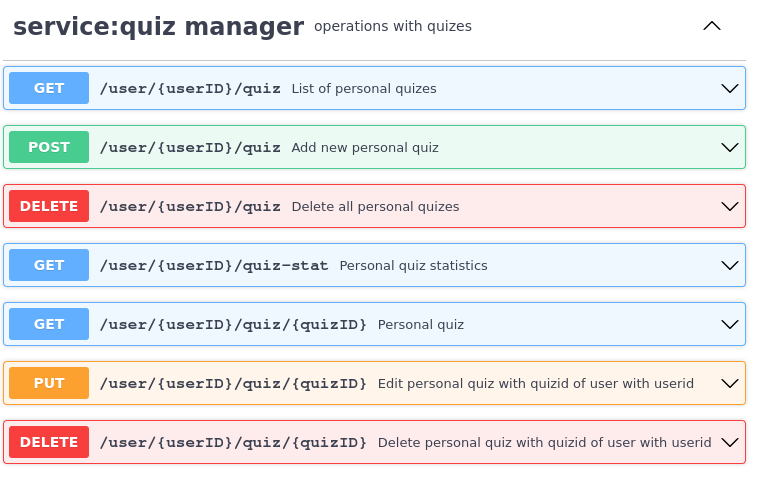 service:quiz manager operations with quizes
GET /user/{userID}/quiz List of personal quizes
POST /user/{userID}/quiz Add new personal quiz
DELETE /user/{userID}/quiz Delete all personal quizes
GET /user/{userID}/quiz-stat Personal quiz statistics
GET /user/{userID}/quiz/{quizID} Personal quiz
PUT /user/{userID}/quiz/{quizID} Edit personal quiz with quizid of user with userid
DELETE /user/{userID}/quiz/{quizID} Delete personal quiz with quizid of user with userid